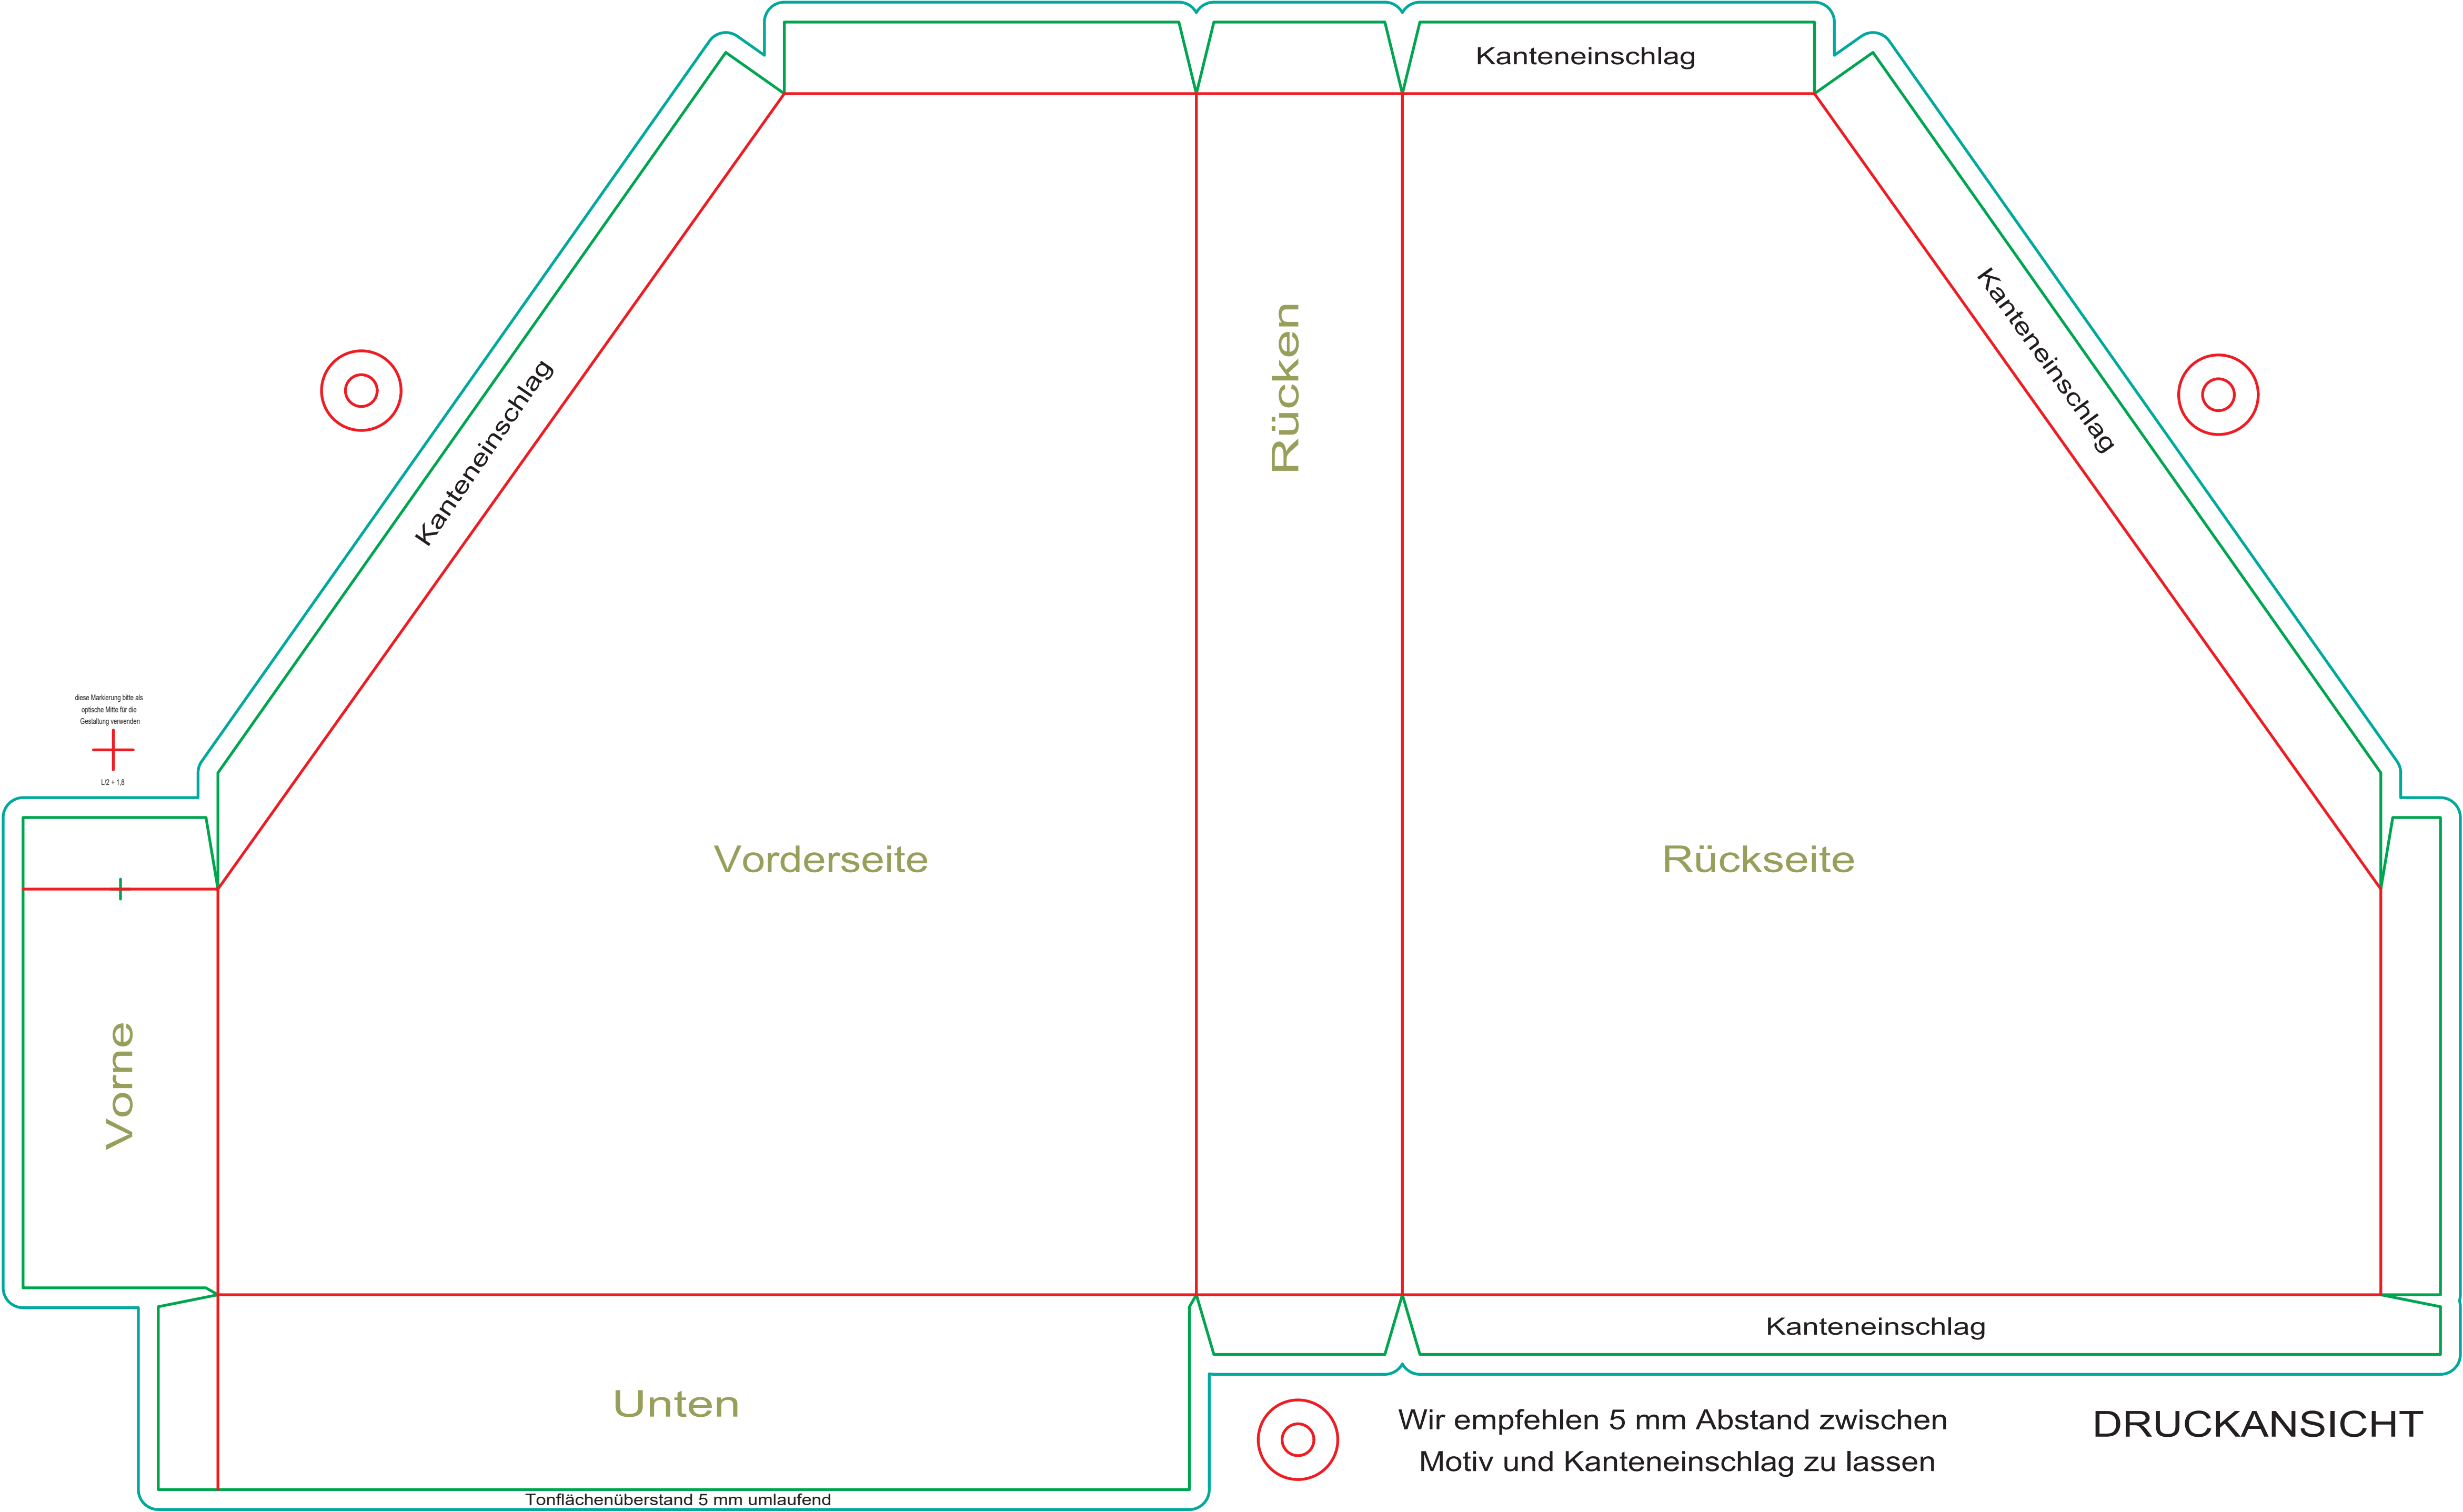 Kanteneinschlag
Kanteneinschlag
Kanteneinschlag
Rücken
diese Markierung bitte als
optische Mitte für die
Gestaltung verwenden
L/2 + 1,8
Vorderseite
Rückseite
Vorne
Kanteneinschlag
Unten
Wir empfehlen 5 mm Abstand zwischen
Motiv und Kanteneinschlag zu lassen
DRUCKANSICHT
Tonflächenüberstand 5 mm umlaufend